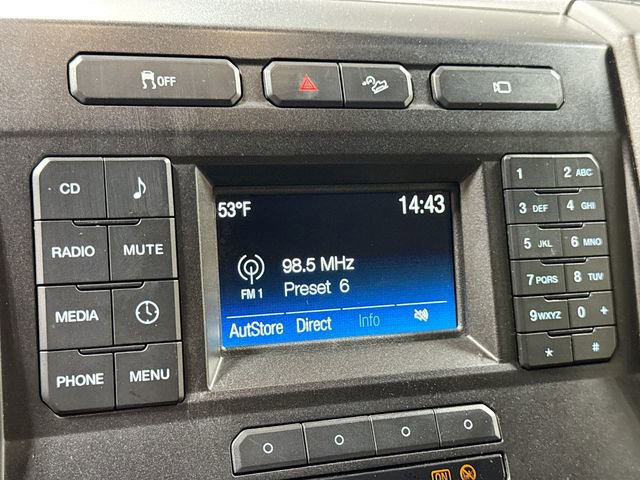 OFF
CD
RADIO MUTE
MEDIA
PHONE MENU
53°F 14:43
98.5 MHz
FM 1 Preset 6
AutStore Direct Info
1 2 ABC
3 DEF 4 GHI
5 JKL 6 MNO
7 PQRS 8 TUV
9 WXYZ 0 +
* #
ON